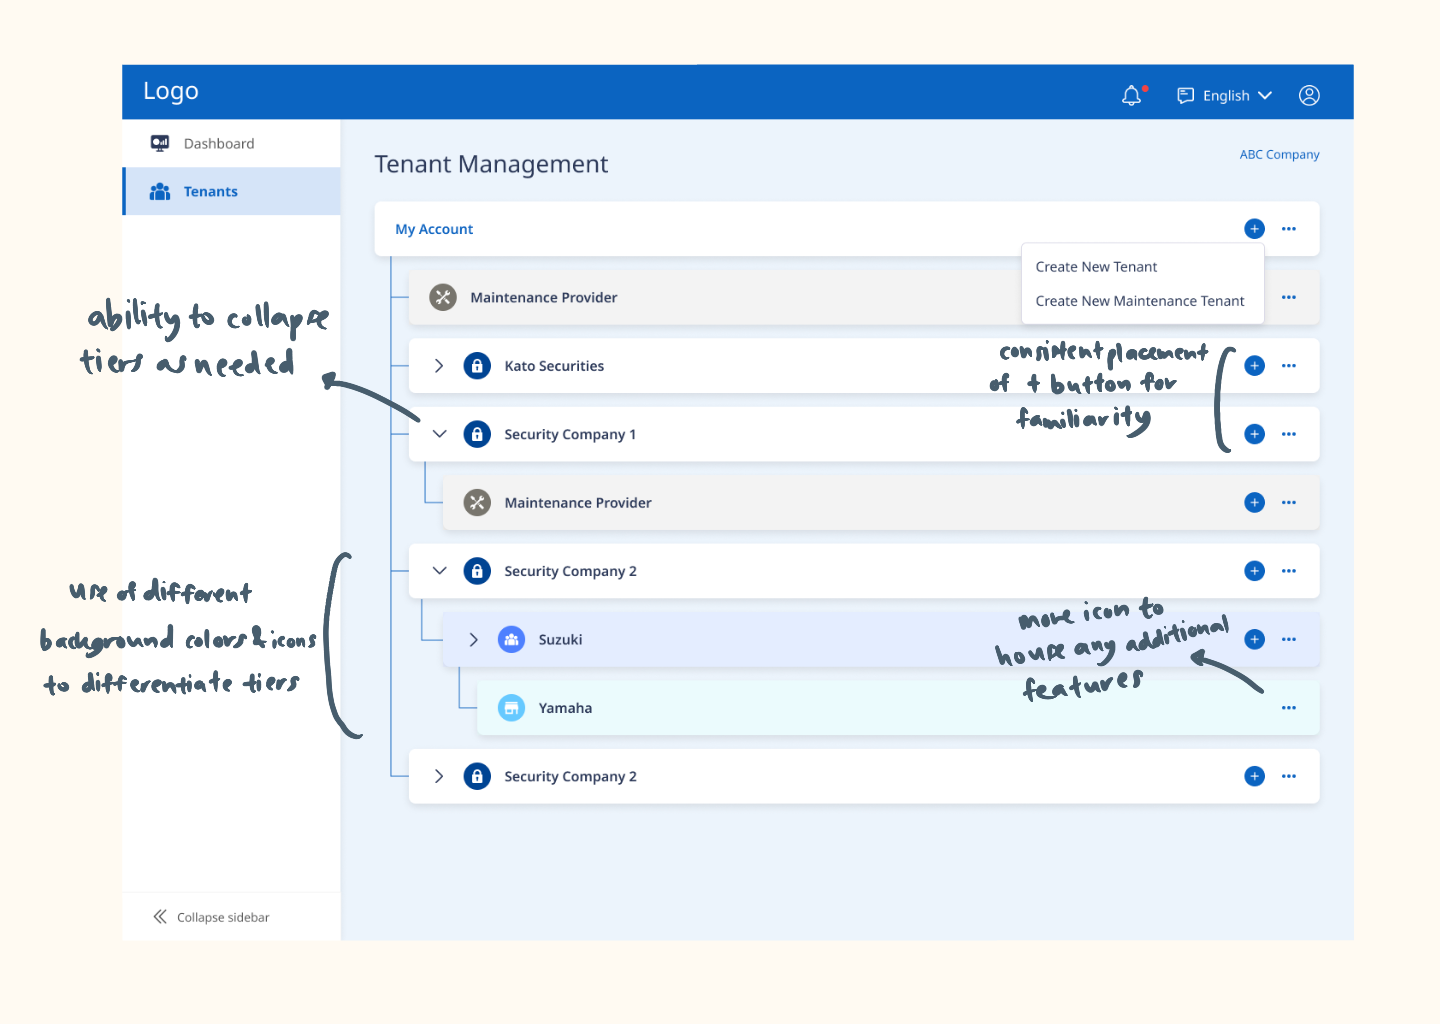 Logo
English
Dashboard
Tenants
Tenant Management
ABC Company
My Account
Create New Tenant
Create New Maintenance Tenant
Maintenance Provider
ability to collapse
tiers as needed
Kato Securities
consistent placement
of + button for
familiarity
Security Company 1
Maintenance Provider
Security Company 2
use of different
background colors & icons
to differentiate tiers
Suzuki
more icon to
house any additional
features
Yamaha
Security Company 2
Collapse sidebar